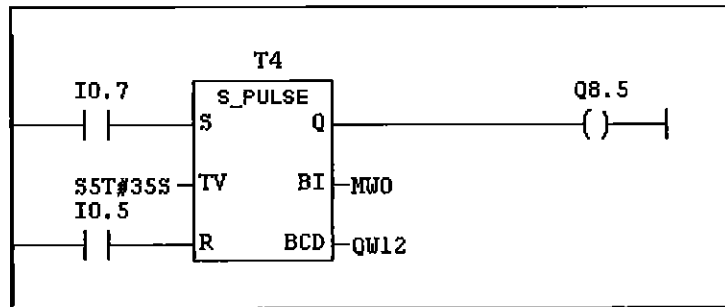 T4
I0.7 S_PULSE Q8.5
S Q
S5T#35S TV BI MW0
I0.5
R BCD QW12